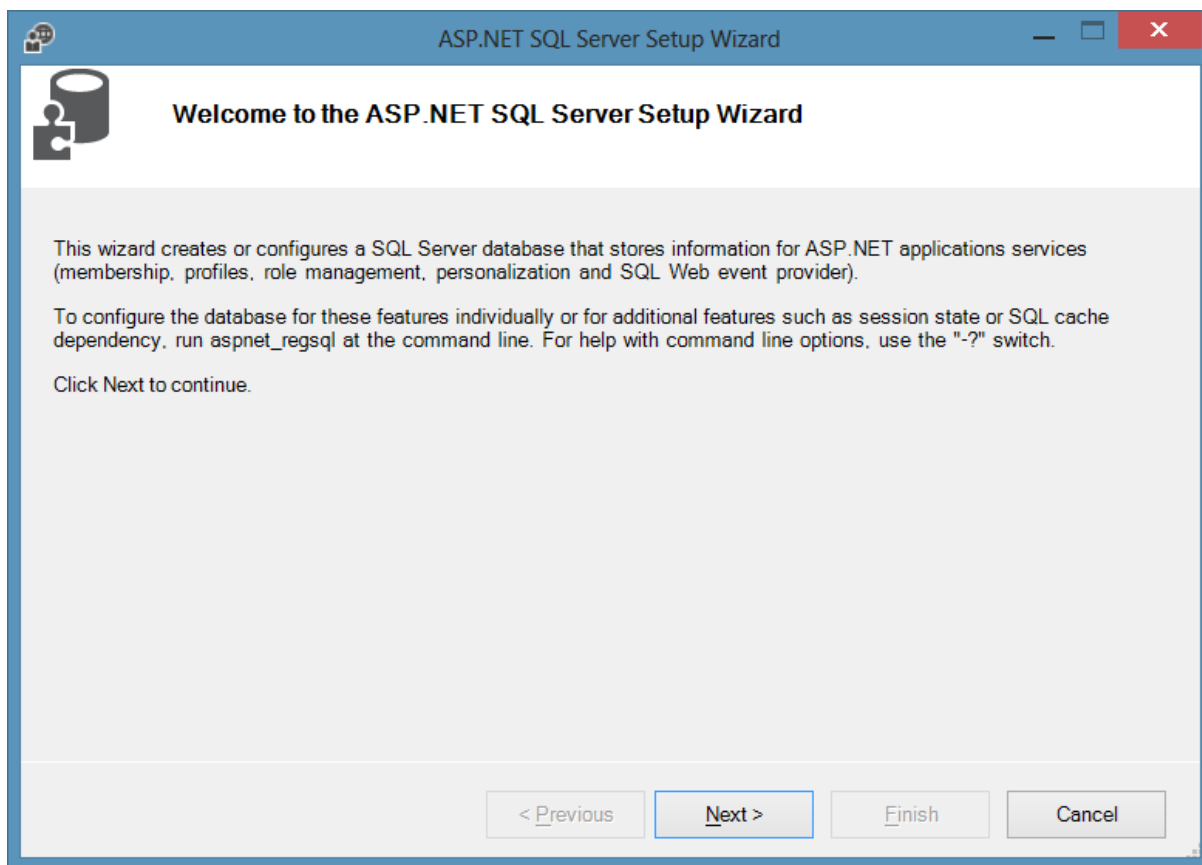 ASP.NET SQL Server Setup Wizard
Welcome to the ASP.NET SQL Server Setup Wizard
This wizard creates or configures a SQL Server database that stores information for ASP.NET applications services
(membership, profiles, role management, personalization and SQL Web event provider).
To configure the database for these features individually or for additional features such as session state or SQL cache
dependency, run aspnet_regsql at the command line. For help with command line options, use the "-?" switch.
Click Next to continue.
< Previous
Next >
Finish
Cancel